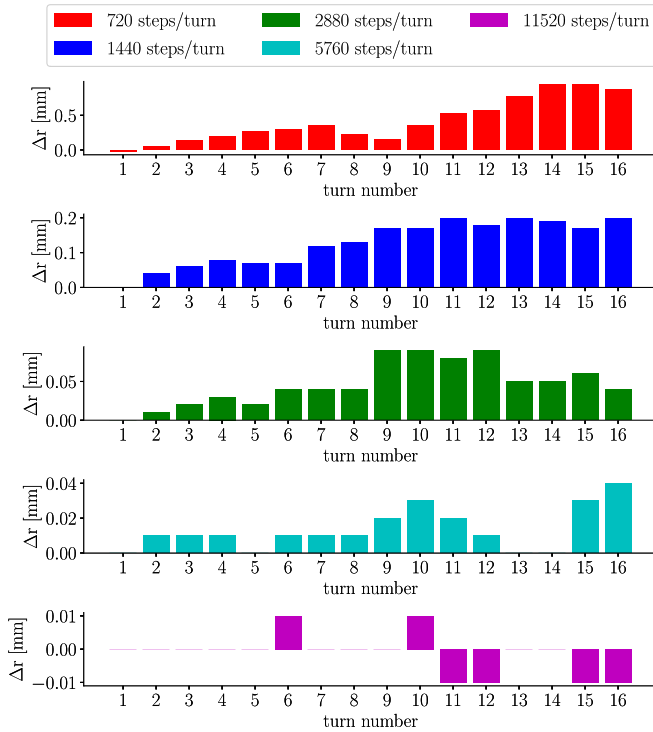 720 steps/turn 2880 steps/turn 11520 steps/turn
1440 steps/turn 5760 steps/turn
Δr [mm]
0.5
0.0
1 2 3 4 5 6 7 8 9 10 11 12 13 14 15 16
turn number
Δr [mm]
0.2
0.1
0.0
1 2 3 4 5 6 7 8 9 10 11 12 13 14 15 16
turn number
Δr [mm]
0.05
0.00
1 2 3 4 5 6 7 8 9 10 11 12 13 14 15 16
turn number
Δr [mm]
0.04
0.02
0.00
1 2 3 4 5 6 7 8 9 10 11 12 13 14 15 16
turn number
Δr [mm]
0.01
0.00
−0.01
1 2 3 4 5 6 7 8 9 10 11 12 13 14 15 16
turn number